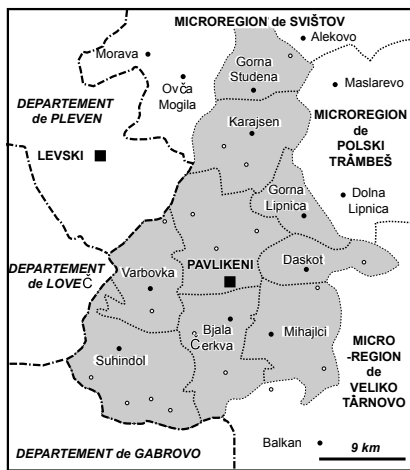 MICROREGION de SVIŠTOV
Alekovo
Morava
Gorna
Studena
Ovča
Mogila
Maslarevo
DEPARTEMENT
de PLEVEN
Karajsen
MICROREGION
de
POLSKI
TRÂMBEŠ
LEVSKI
Gorna
Lipnica
Dolna
Lipnica
DEPARTEMENT
de LOVEČ
PAVLIKENI
Daskot
Varbovka
Bjala
Čerkva
Mihajlci
Suhindol
MICRO
-REGION
de
VELIKO
TÂRNOVO
Balkan
9 km
DEPARTEMENT de GABROVO